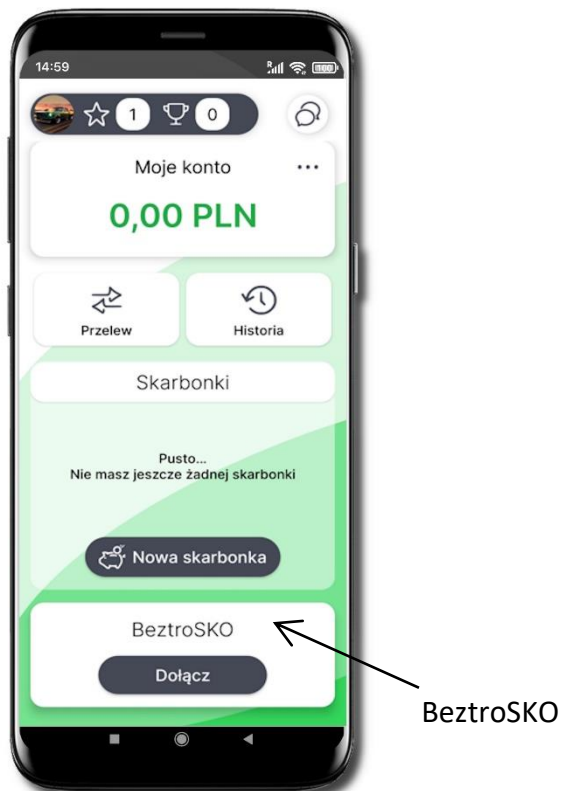 14:59
R
100
1
0
Moje konto
0,00 PLN
Przelew
Historia
Skarbonki
Pusto...
Nie masz jeszcze żadnej skarbonki
Nowa skarbonka
BeztroSKO
Dołącz
BeztroSKO